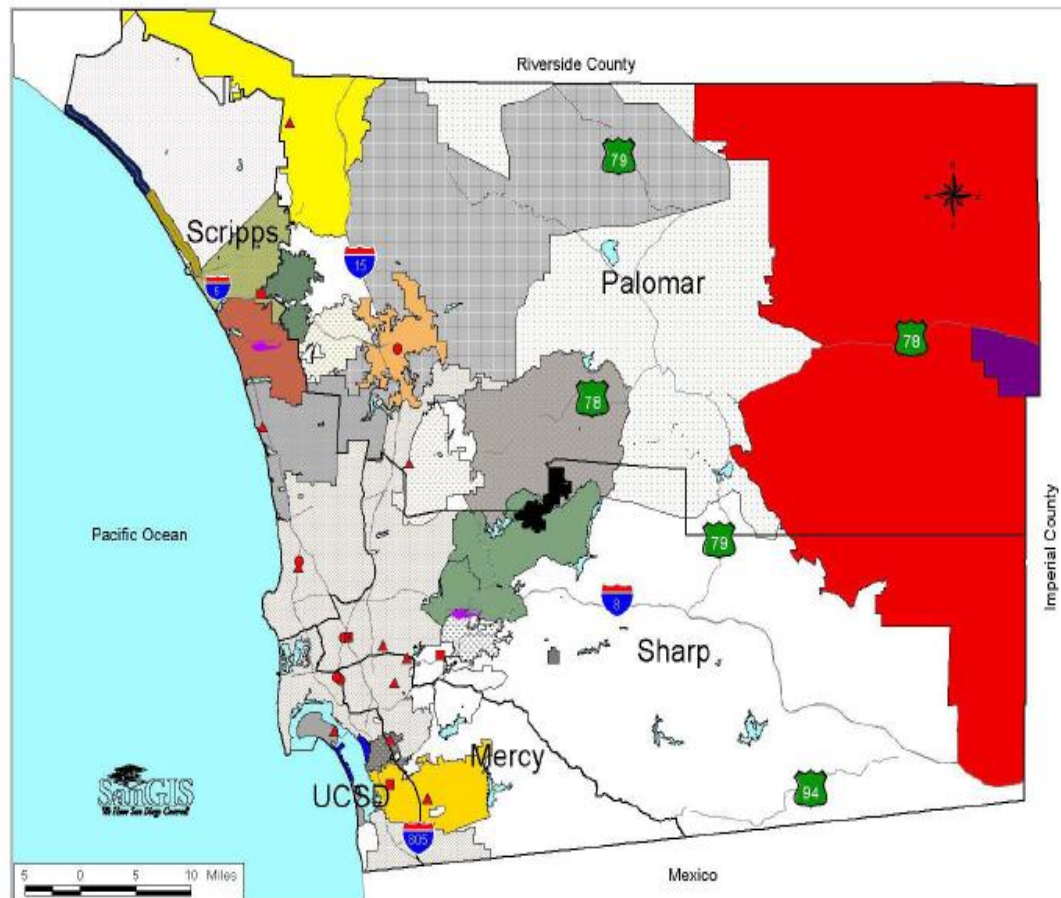 Riverside County
79
Scripps
15
5
Palomar
78
78
Pacific Ocean
79
Imperial County
8
Sharp
Mercy
SanGIS
UCSD
94
805
5 0 5 10 Miles
Mexico